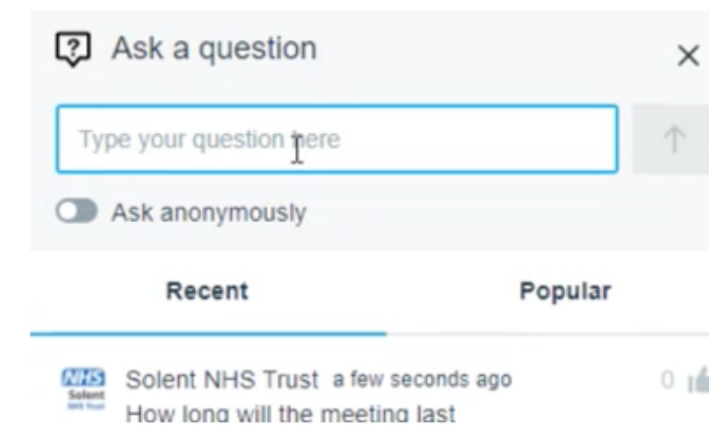 Ask a question
Type your question here
Ask anonymously
Recent Popular
NHS
Solent NHS Trust a few seconds ago 0
Solent
NHS Trust
How long will the meeting last